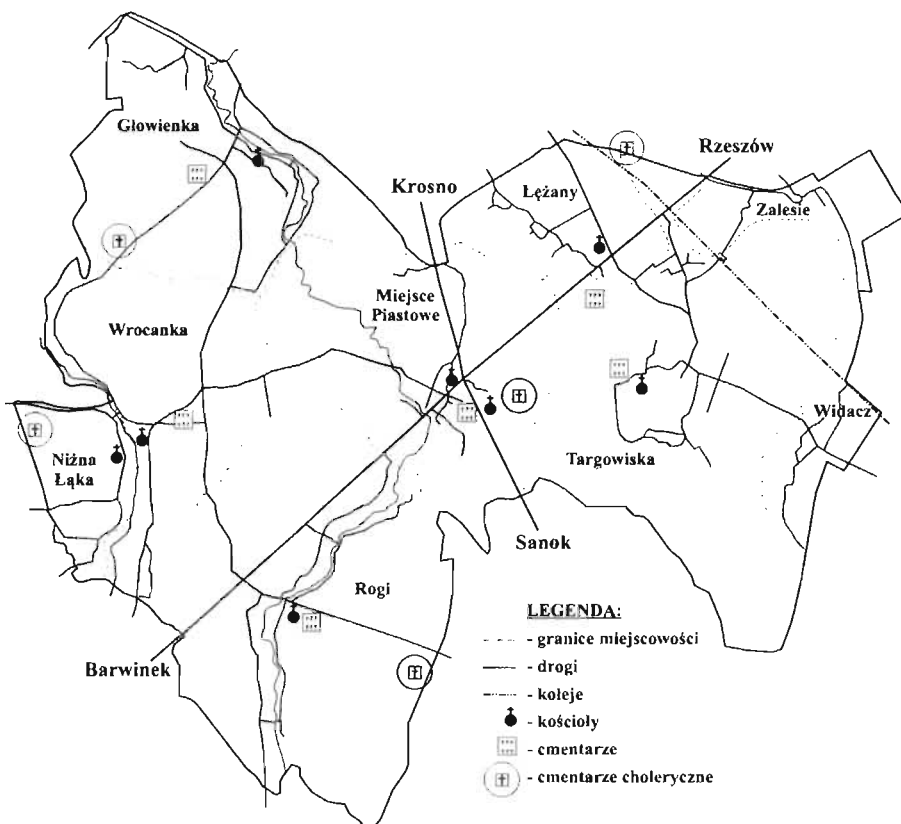 Głowienka
Rzeszów
Krosno
Łężany
Zalesie
Miejsce
Piastowe
Wrocanka
Widacz
Niżna
Łąka
Targowiska
Sanok
Rogi
Barwinek
LEGENDA:
- granice miejscowości
- drogi
- koleje
- kościoły
- cmentarze
- cmentarze choleryczne